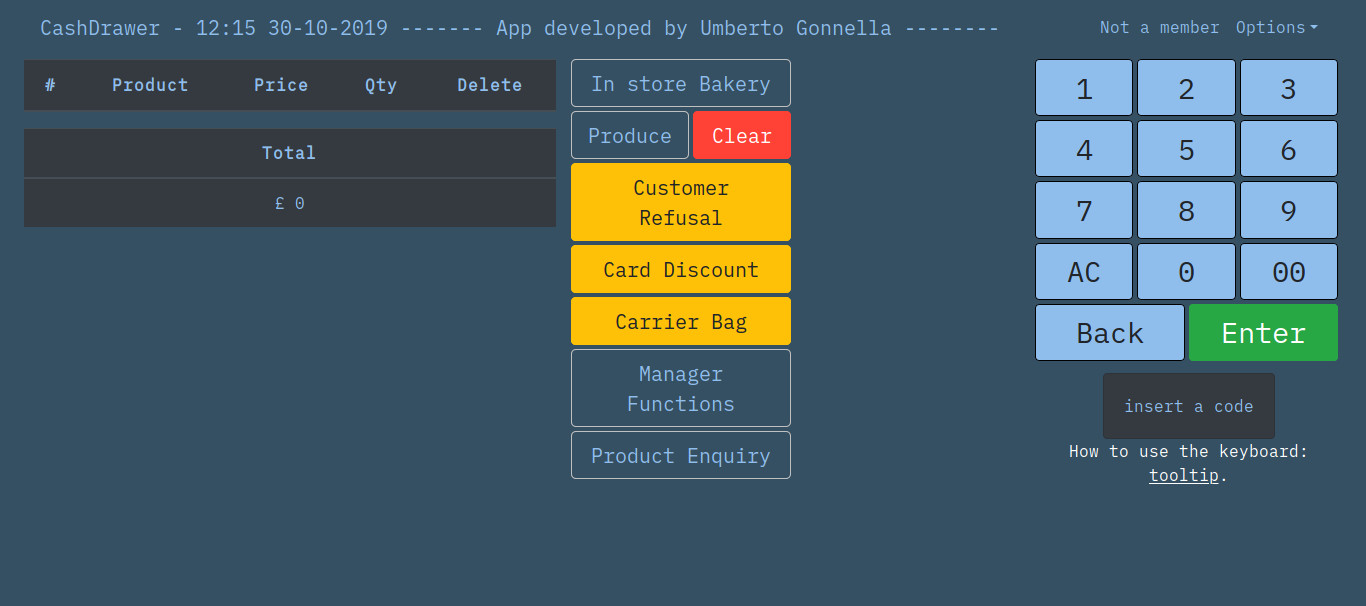 CashDrawer - 12:15 30-10-2019 ------- App developed by Umberto Gonnella --------
Not a member Options
# Product Price Qty Delete
Total
£ 0
In store Bakery
Produce Clear
Customer
Refusal
Card Discount
Carrier Bag
Manager
Functions
Product Enquiry
1 2 3
4 5 6
7 8 9
AC 0 00
Back Enter
insert a code
How to use the keyboard:
tooltip.